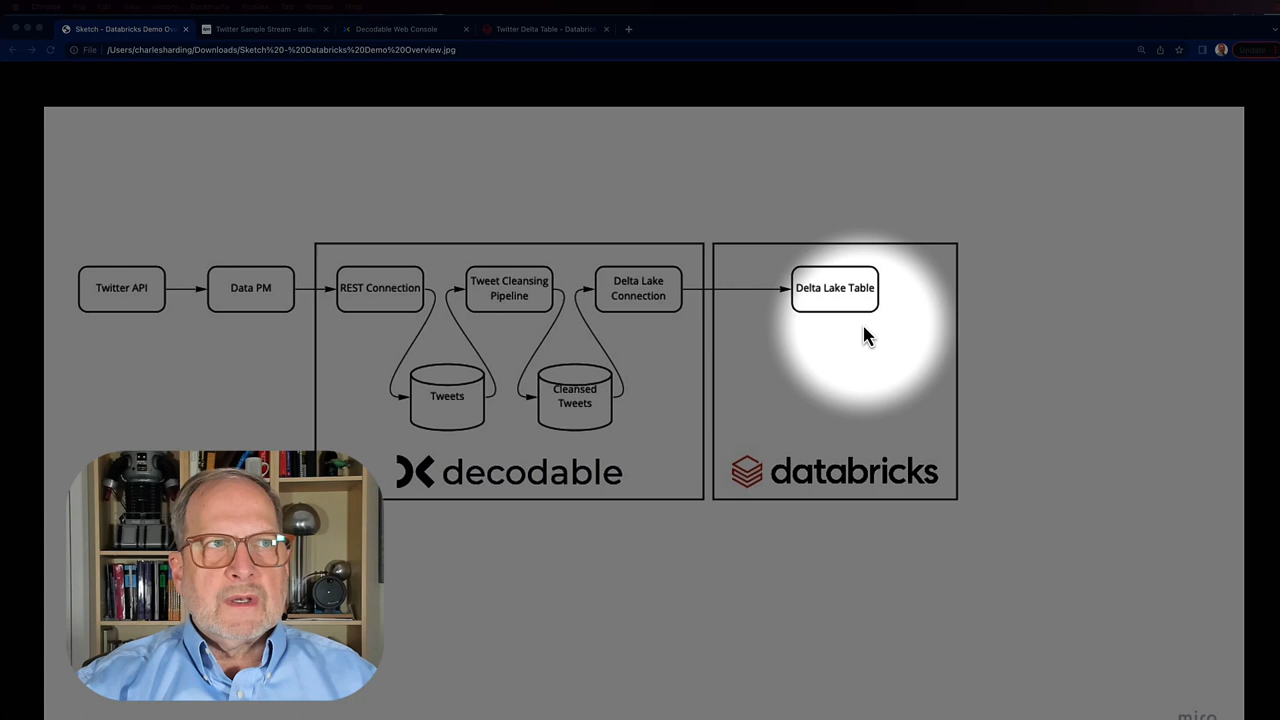 Sketch - Databricks Demo Ove
Twitter Sample Stream - data
Decodable Web Console
Twitter Delta Table - Databric
File
/Users/charlesharding/Downloads/Sketch%20-%20Databricks%20Demo%20Overview.jpg
Update
Twitter API
Data PM
REST Connection
Tweet Cleansing
Pipeline
Delta Lake
Connection
Delta Lake Table
Tweets
Cleansed
Tweets
decodable
databricks
miro